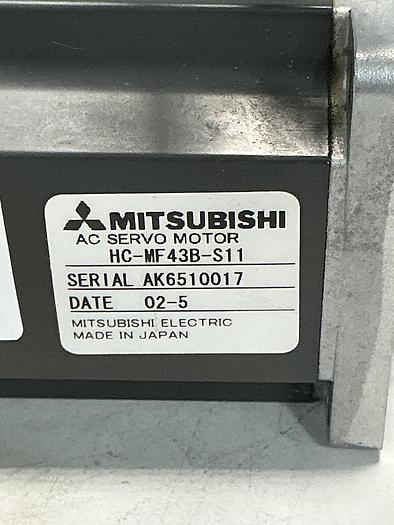 MITSUBISHI
AC SERVO MOTOR
HC-MF43B-S11
SERIAL AK6510017
DATE 02-5
MITSUBISHI ELECTRIC
MADE IN JAPAN